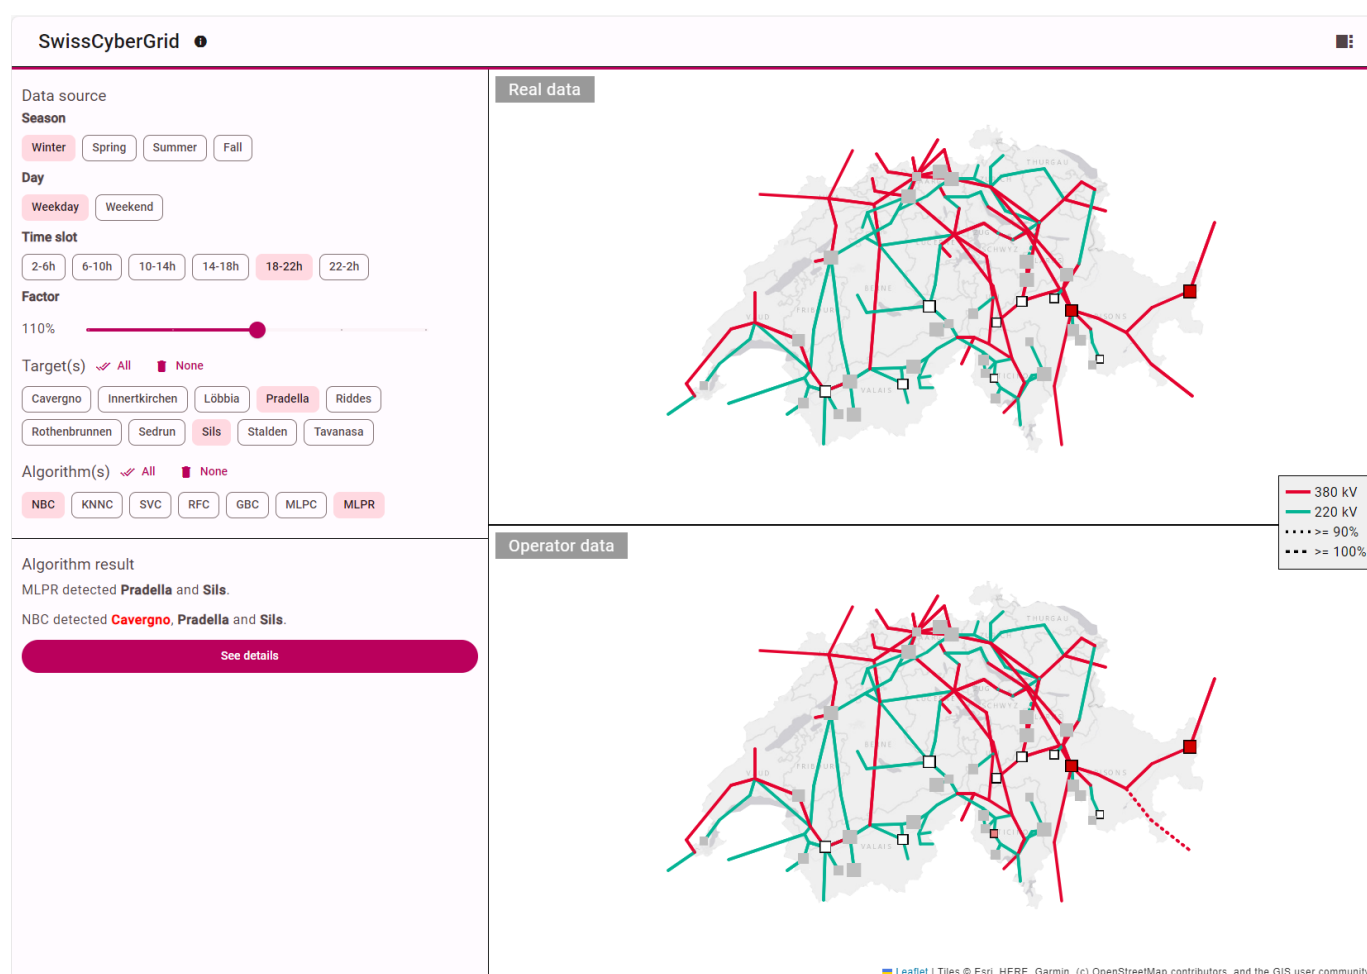 SwissCyberGrid
Data source
Season
Winter Spring Summer Fall
Day
Weekday Weekend
Time slot
2-6h 6-10h 10-14h 14-18h 18-22h 22-2h
Factor
110%
Target(s) All None
Cavergno Innertkirchen Löbbia Pradella Riddes
Rothenbrunnen Sedrun Sils Stalden Tavanasa
Algorithm(s) All None
NBC KNNC SVC RFC GBC MLPC MLPR
Algorithm result
MLPR detected Pradella and Sils.
NBC detected Cavergno, Pradella and Sils.
See details
Real data
THURGAU
VALAIS
380 kV
220 kV
>= 90%
>= 100%
Operator data
THURGAU
VALAIS
Leaflet | Tiles © Esri, HERE, Garmin, (c) OpenStreetMap contributors, and the GIS user community